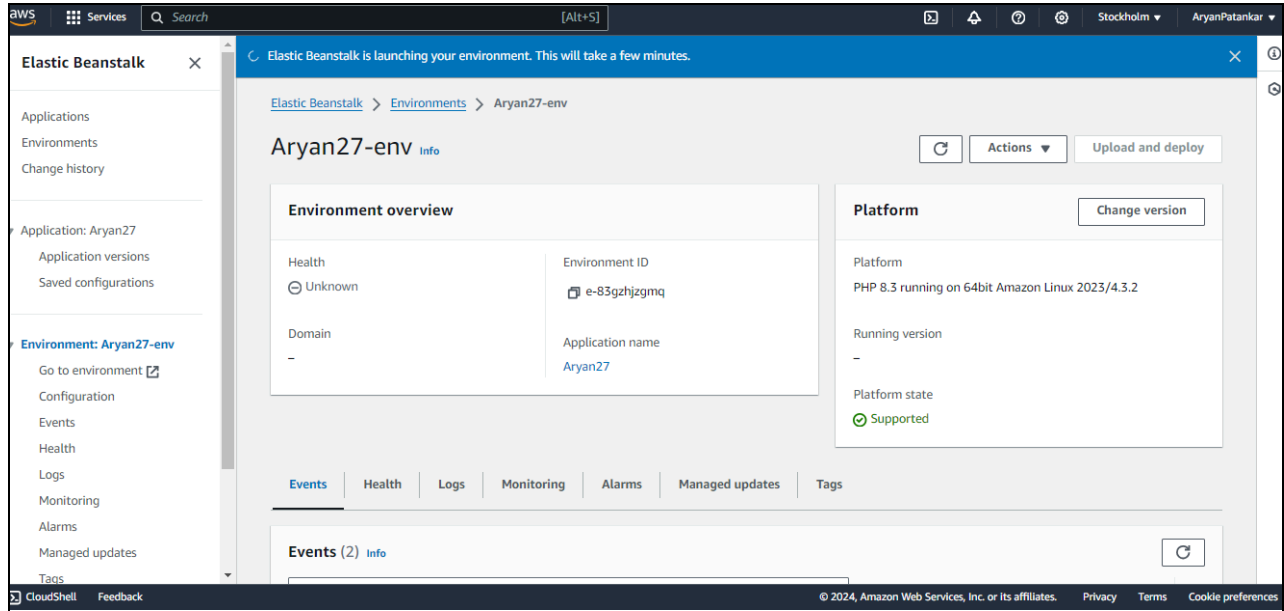 aws Services Search [Alt+S] Stockholm AryanPatankar
Elastic Beanstalk
Applications
Environments
Change history
Application: Aryan27
Application versions
Saved configurations
Environment: Aryan27-env
Go to environment
Configuration
Events
Health
Logs
Monitoring
Alarms
Managed updates
Tags
Elastic Beanstalk is launching your environment. This will take a few minutes.
Elastic Beanstalk > Environments > Aryan27-env
Aryan27-env Info
Actions Upload and deploy
Environment overview
Health
Unknown
Domain
–
Environment ID
e-83gzhjzgmq
Application name
Aryan27
Platform
Change version
Platform
PHP 8.3 running on 64bit Amazon Linux 2023/4.3.2
Running version
–
Platform state
Supported
Events Health Logs Monitoring Alarms Managed updates Tags
Events (2) Info
CloudShell Feedback © 2024, Amazon Web Services, Inc. or its affiliates. Privacy Terms Cookie preferences